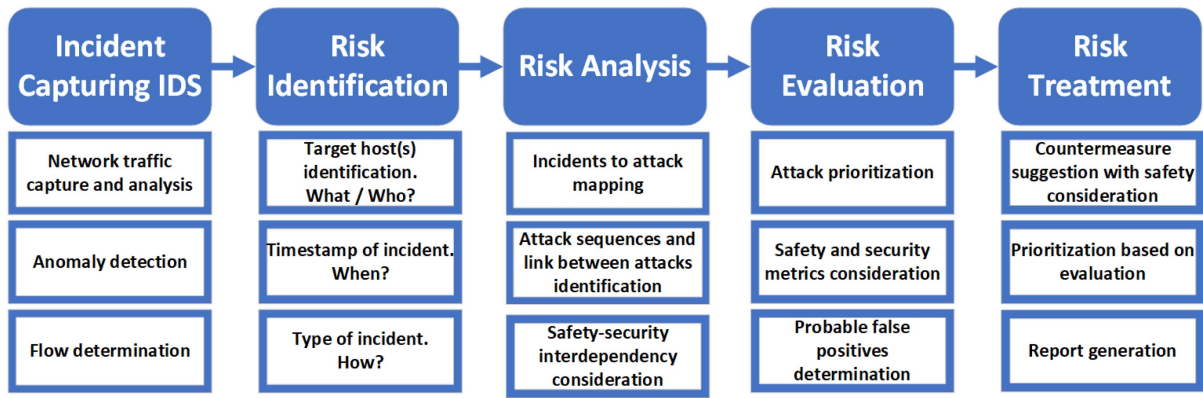 Incident
Capturing IDS
Risk
Identification
Risk Analysis
Risk
Evaluation
Risk
Treatment
Network traffic
capture and analysis
Target host(s)
identification.
What / Who?
Incidents to attack
mapping
Attack prioritization
Countermeasure
suggestion with safety
consideration
Anomaly detection
Timestamp of incident.
When?
Attack sequences and
link between attacks
identification
Safety and security
metrics consideration
Prioritization based on
evaluation
Flow determination
Type of incident.
How?
Safety-security
interdependency
consideration
Probable false
positives
determination
Report generation